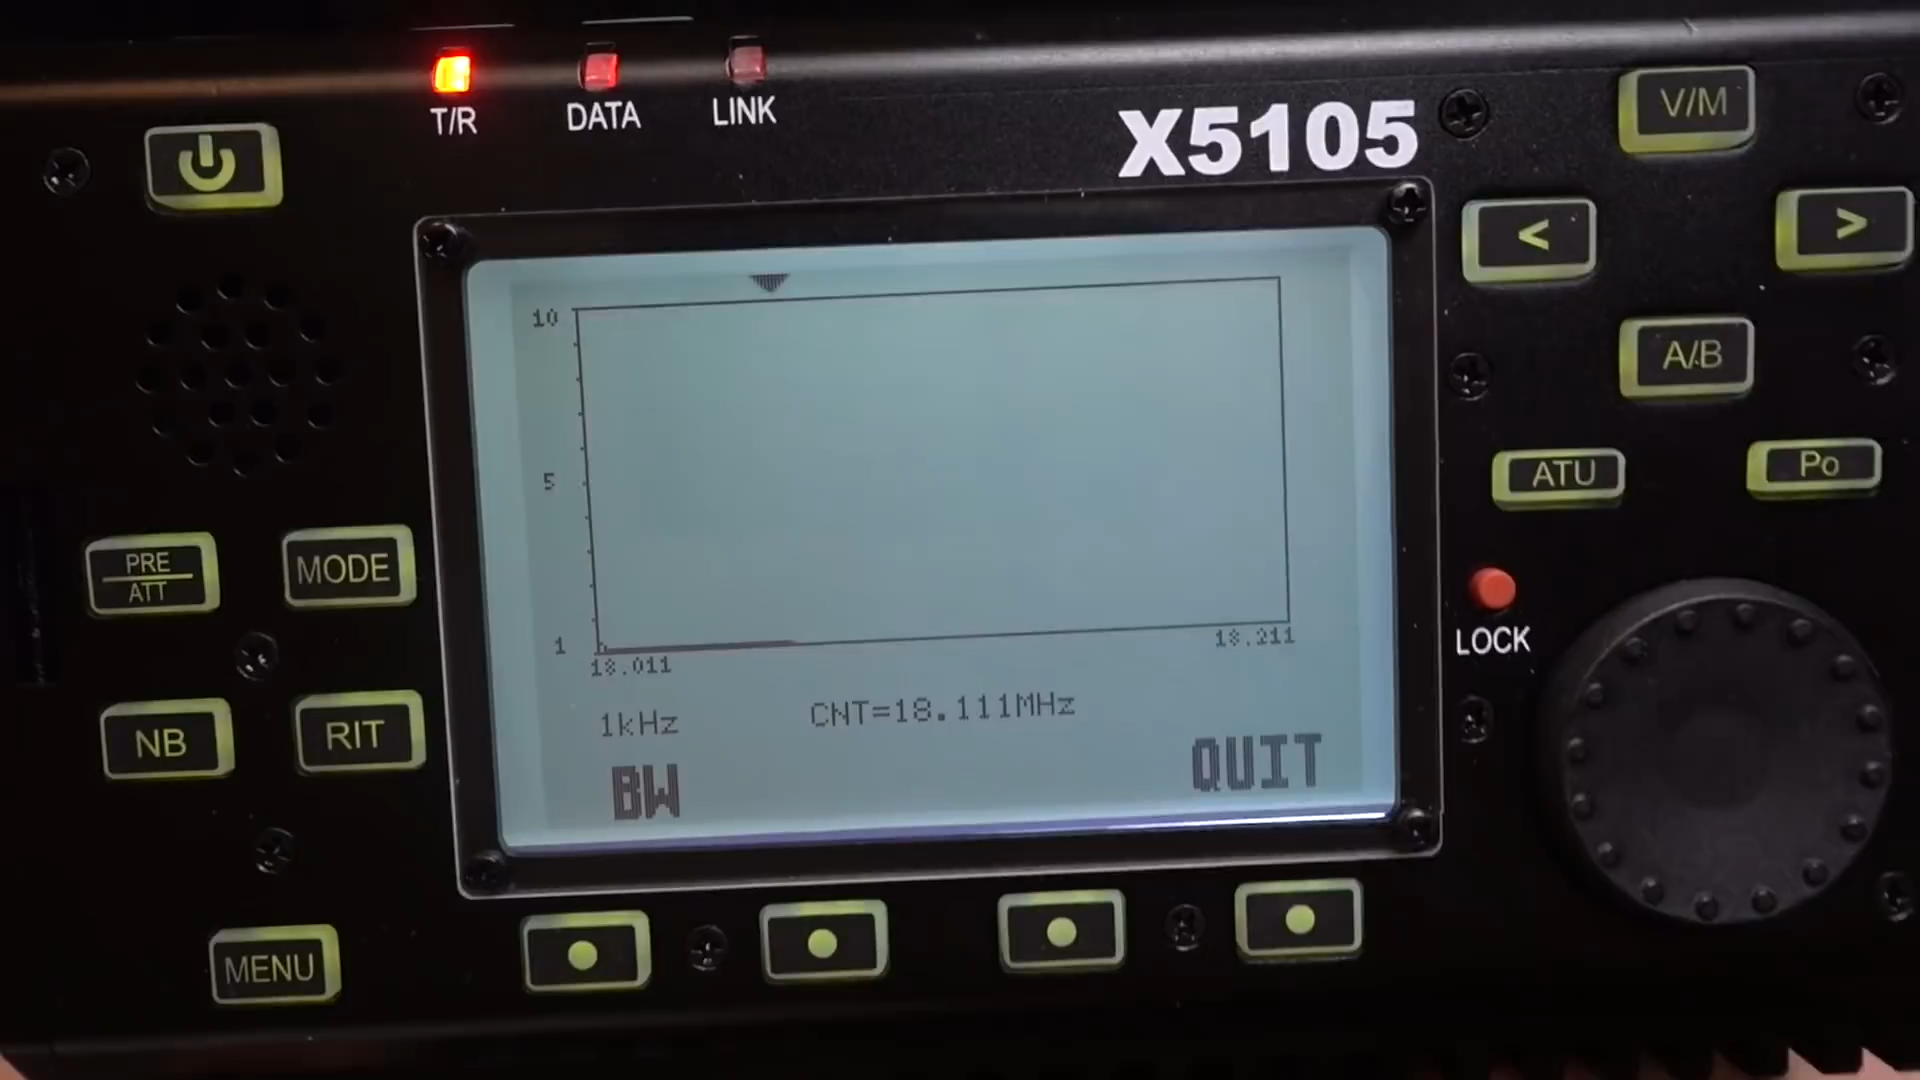 T/R
DATA
LINK
X5105
V/M
<
>
10
A/B
5
ATU
Po
PRE
ATT
MODE
LOCK
1
18.011
18.211
NB
RIT
1kHz
CNT=18.111MHz
BW
QUIT
MENU